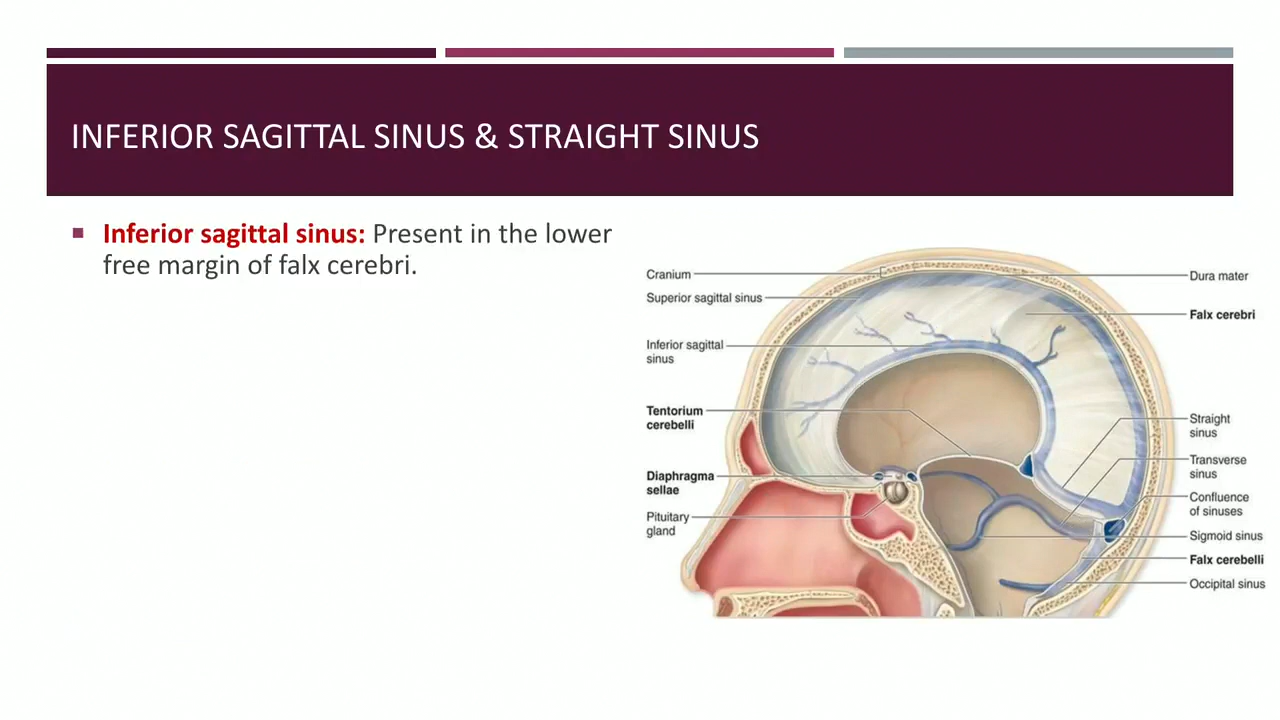 INFERIOR SAGITTAL SINUS & STRAIGHT SINUS
Inferior sagittal sinus: Present in the lower
free margin of falx cerebri.
Cranium
Superior sagittal sinus
Inferior sagittal
sinus
Tentorium
cerebelli
Diaphragma
sellae
Pituitary
gland
Dura mater
Falx cerebri
Straight
sinus
Transverse
sinus
Confluence
of sinuses
Sigmoid sinus
Falx cerebelli
Occipital sinus